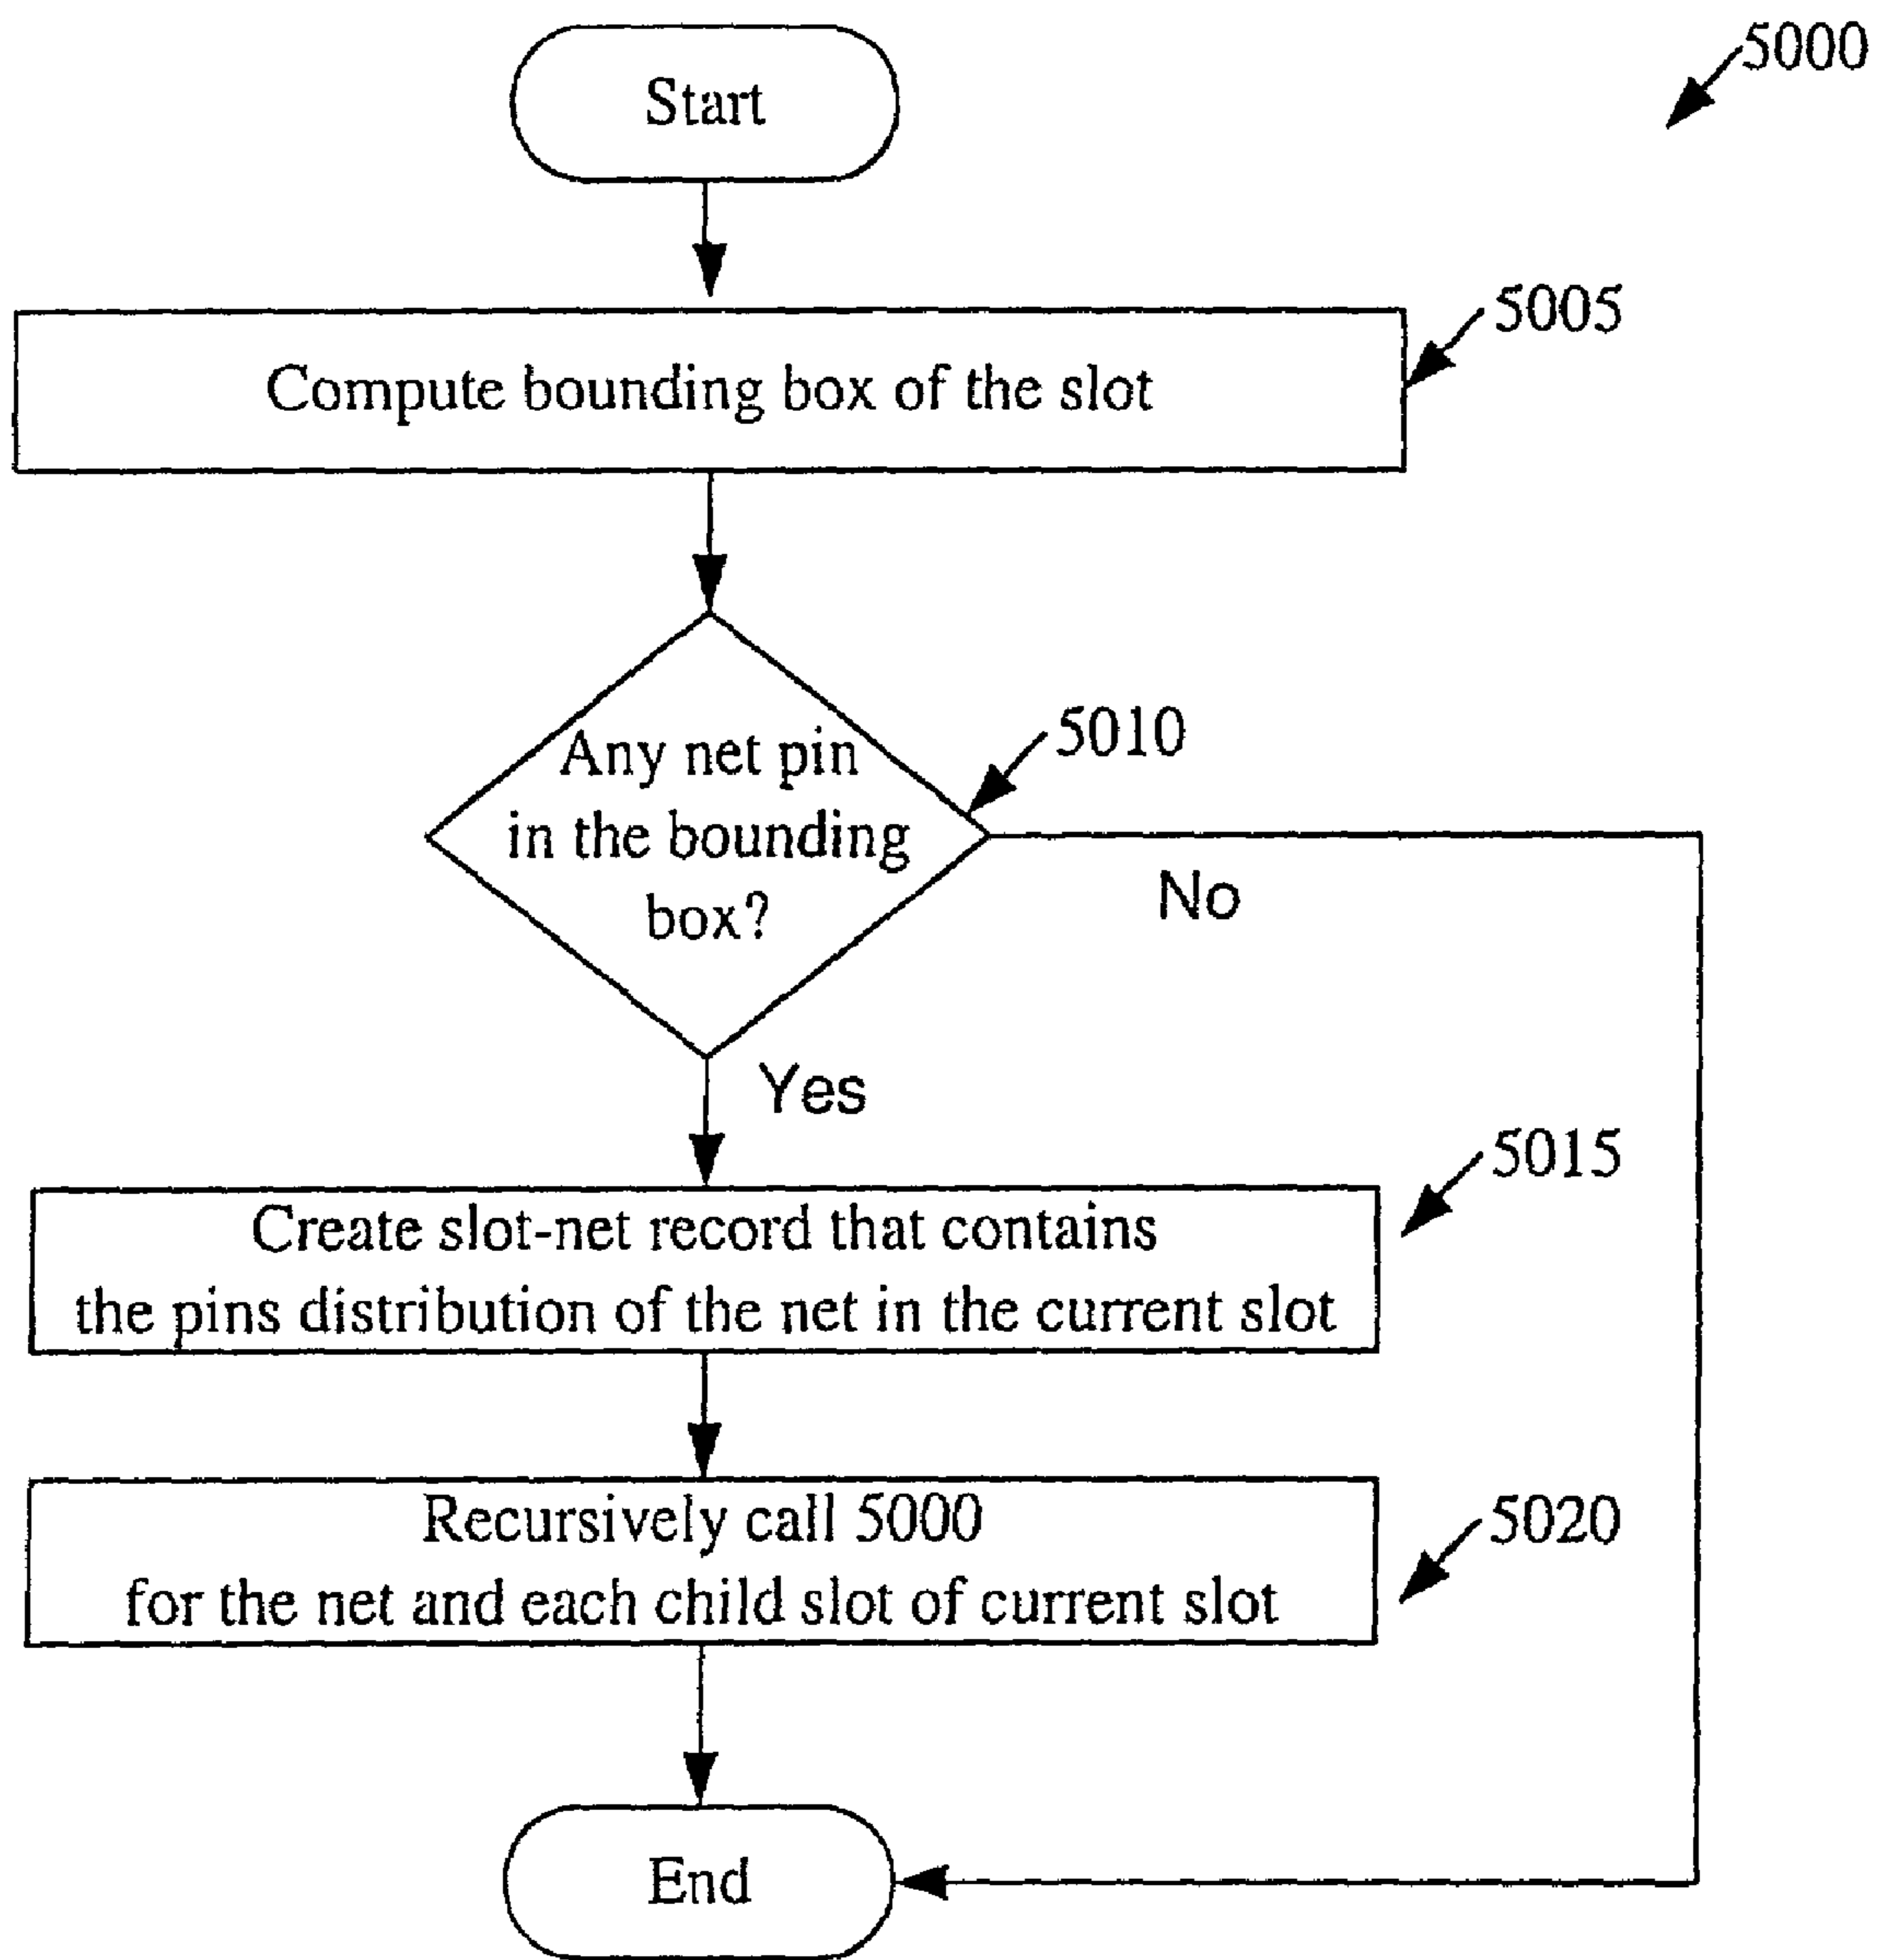 5000
Start
5005
Compute bounding box of the slot
5010
Any net pin
in the bounding
box?
No
Yes
5015
Create slot-net record that contains
the pins distribution of the net in the current slot
5020
Recursively call 5000
for the net and each child slot of current slot
End